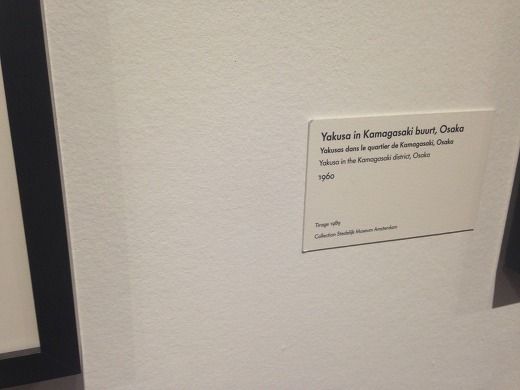 Yakusa in Kamagasaki buurt, Osaka
Yakusas dans le quartier de Kamagasaki, Osaka
Yakusa in the Kamagasaki district, Osaka
1960
Tirage 1989
Collection Stedelijk Museum Amsterdam